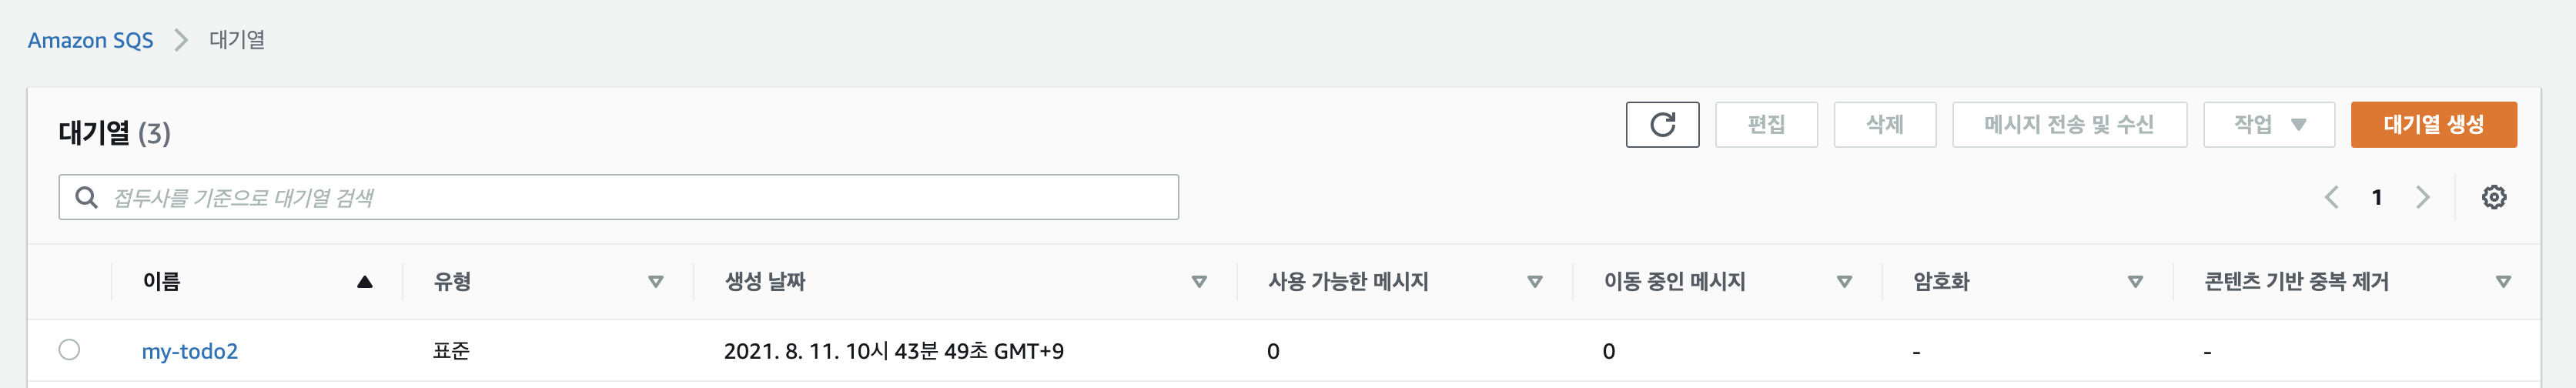 Amazon SQS 대기열
대기열 (3) 편집 삭제 메시지 전송 및 수신 작업 대기열 생성
접두사를 기준으로 대기열 검색 1
이름 유형 생성 날짜 사용 가능한 메시지 이동 중인 메시지 암호화 콘텐츠 기반 중복 제거
my-todo2 표준 2021. 8. 11. 10시 43분 49초 GMT+9 0 0 - -